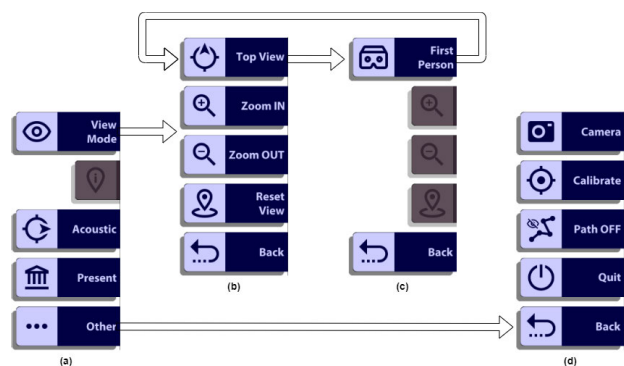 View
Mode
Acoustic
Present
Other
(a)
Top View
Zoom IN
Zoom OUT
Reset
View
Back
(b)
First
Person
Back
(c)
Camera
Calibrate
Path OFF
Quit
Back
(d)